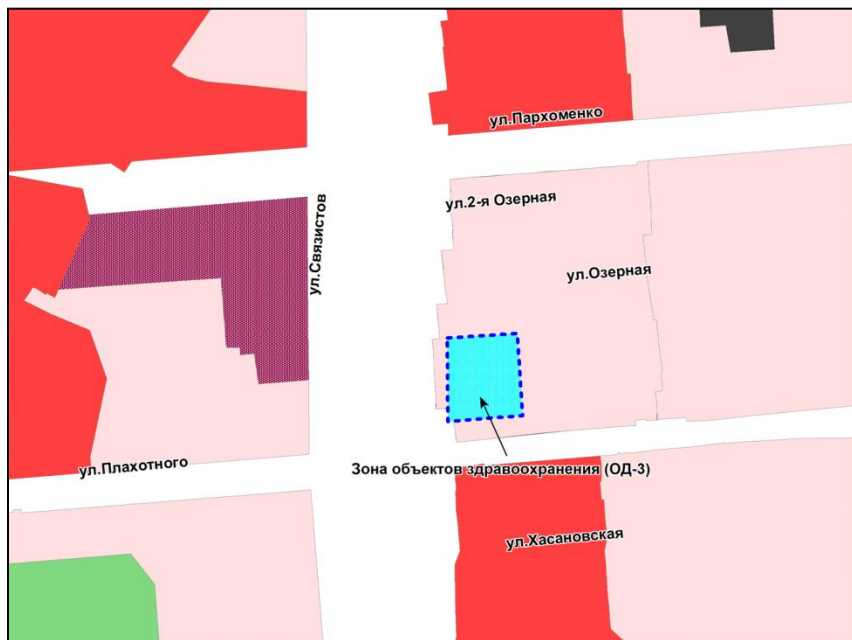 ул.Пархоменко
ул.2-я Озерная
ул.Связистов
ул.Озерная
ул.Плахотного
Зона объектов здравоохранения (ОД-3)
ул.Хасановская